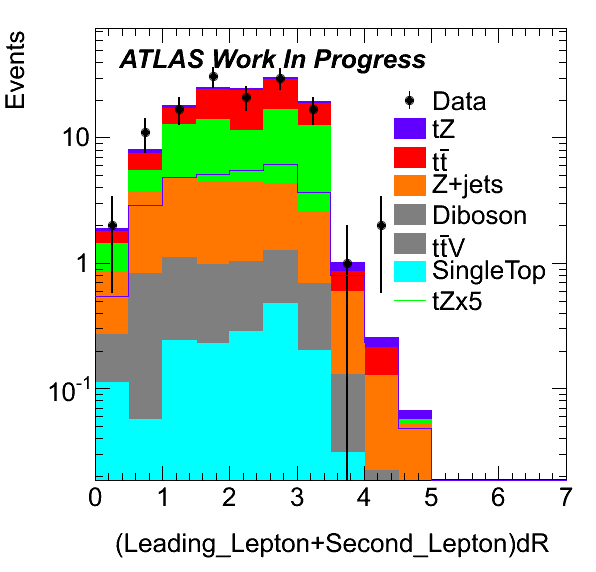 Events
ATLAS Work In Progress
Data
tZ
tt̄
Z+jets
Diboson
tt̄V
SingleTop
tZx5
10
1
10⁻¹
0 1 2 3 4 5 6 7
(Leading_Lepton+Second_Lepton)dR